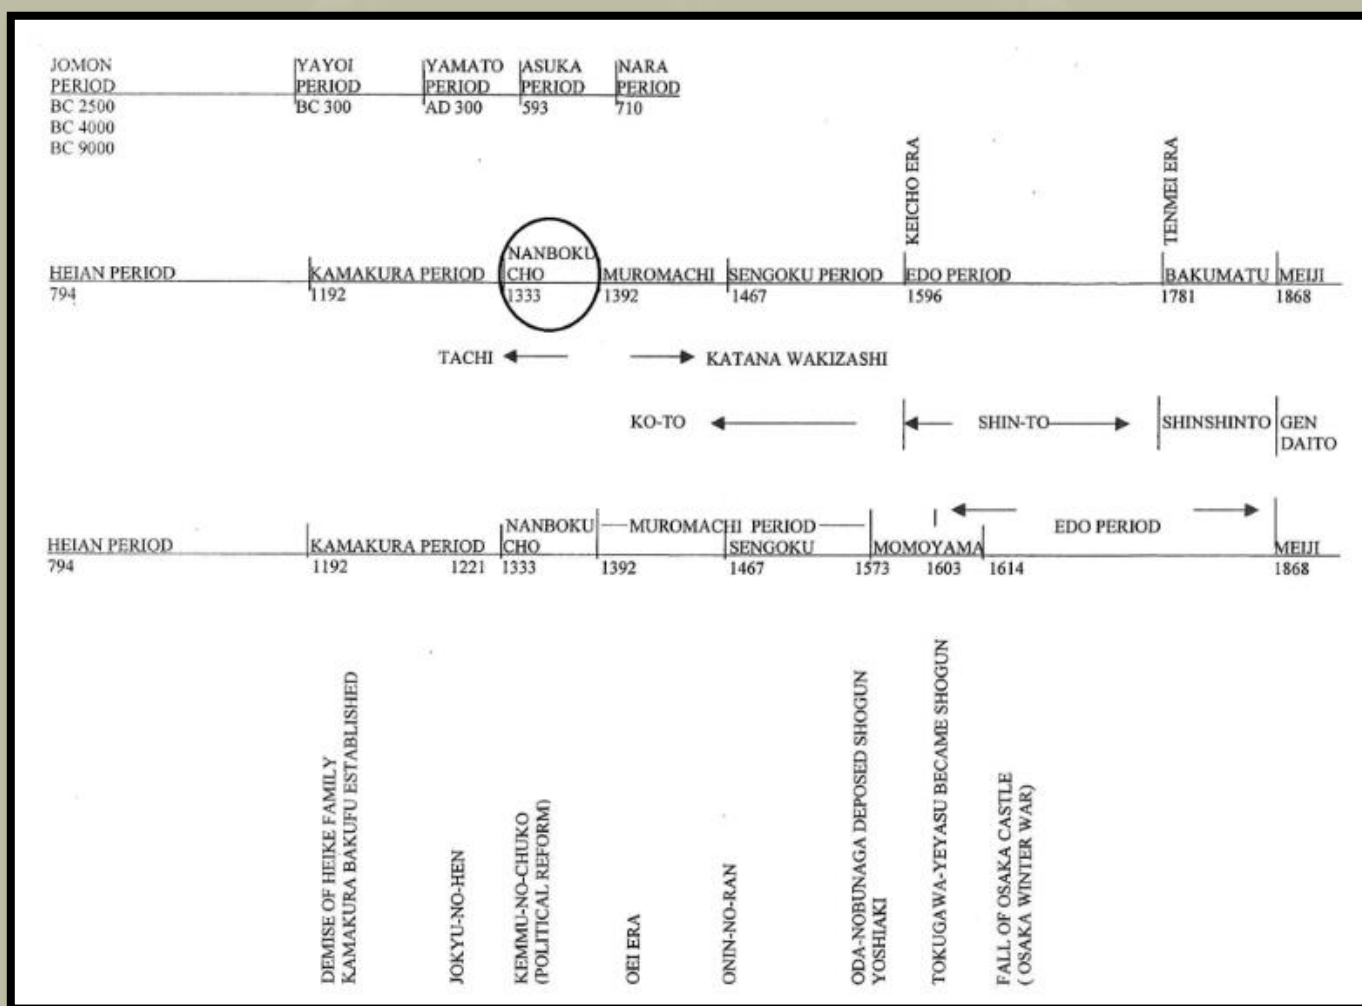 JOMON PERIOD
BC 2500
BC 4000
BC 9000
YAYOI PERIOD
BC 300
YAMATO PERIOD
AD 300
ASUKA PERIOD
593
NARA PERIOD
710
KEICHO ERA
TENMEI ERA
HEIAN PERIOD
794
KAMAKURA PERIOD
1192
NANBOKU CHO
1333
MUROMACHI
1392
SENGOKU PERIOD
1467
EDO PERIOD
1596
BAKUMATU
1781
MEIJI
1868
TACHI
KATANA WAKIZASHI
KO-TO
SHIN-TO
SHINSHINTO
GEN DAITO
HEIAN PERIOD
794
KAMAKURA PERIOD
1192
1221
NANBOKU CHO
1333
MUROMACHI PERIOD
1392
SENGOKU
1467
MOMOYAMA
1573
1603
1614
EDO PERIOD
MEIJI
1868
DEMISE OF HEIKE FAMILY
KAMAKURA BAKUFU ESTABLISHED
JOKYU-NO-HEN
KEMMU-NO-CHUKO
(POLITICAL REFORM)
OEI ERA
ONIN-NO-RAN
ODA-NOBUNAGA DEPOSED SHOGUN
YOSHIAKI
TOKUGAWA-YEYASU BECAME SHOGUN
FALL OF OSAKA CASTLE
( OSAKA WINTER WAR)